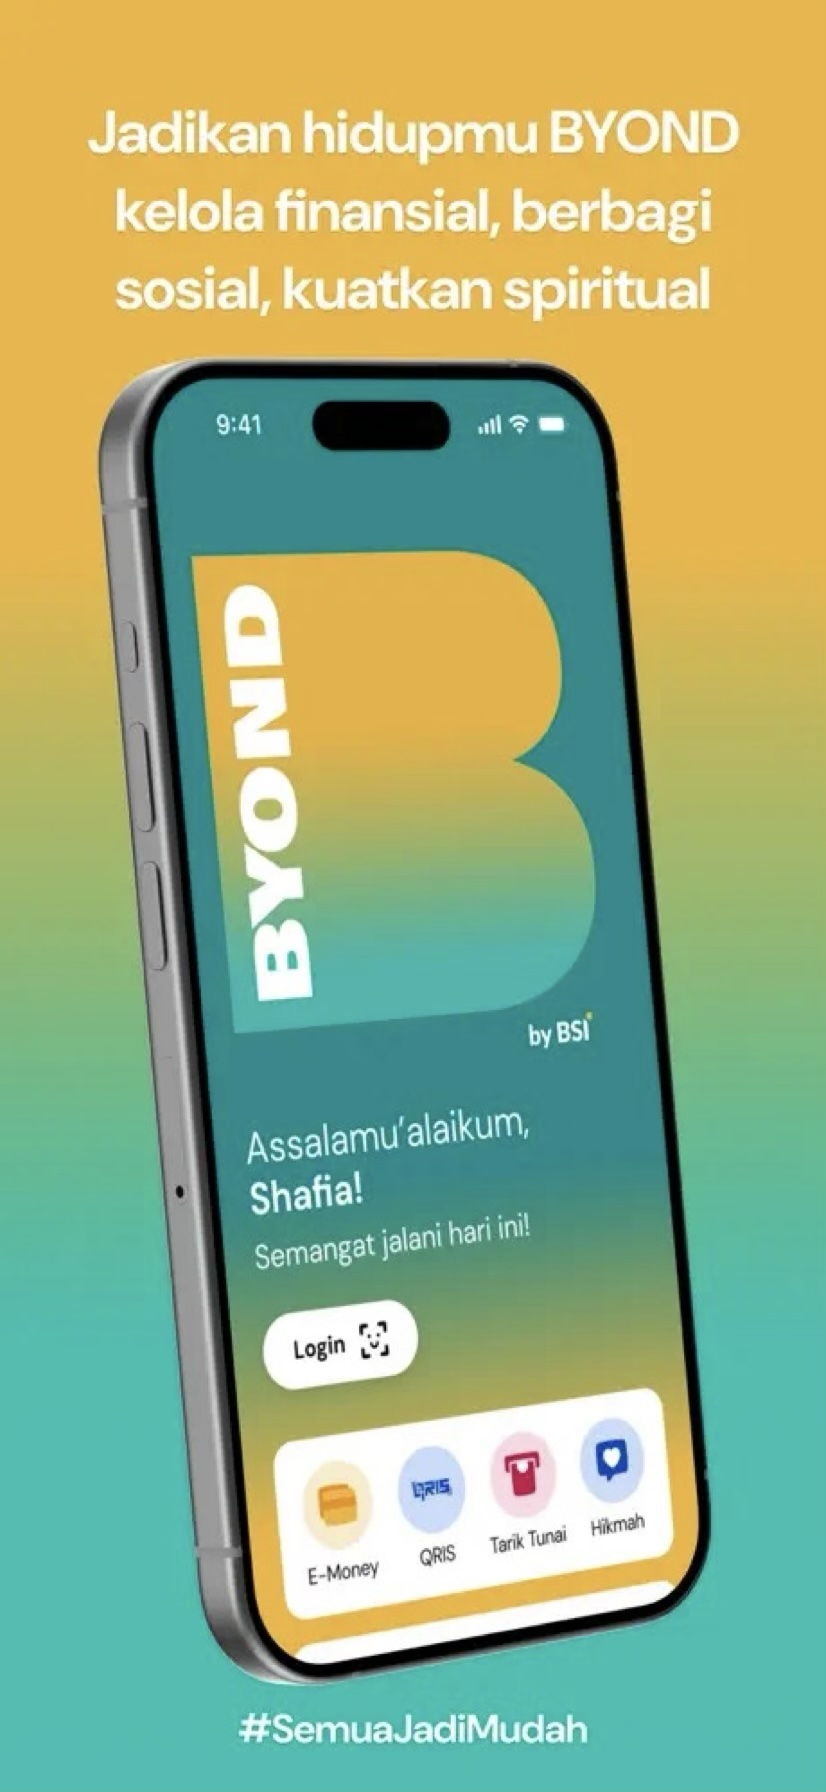 Jadikan hidupmu BYOND
kelola finansial, berbagi
sosial, kuatkan spiritual
9:41
BYOND
by BSI
Assalamu'alaikum,
Shafia!
Semangat jalani hari ini!
Login
E-Money
QRIS
QRIS
Tarik Tunai
Hikmah
#SemuaJadiMudah